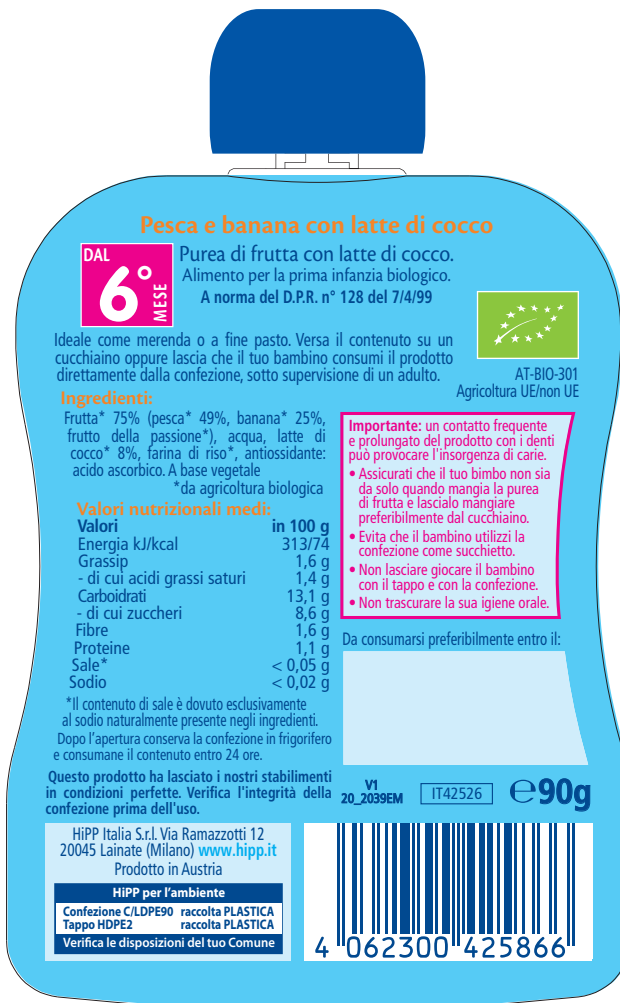 Pesca e banana con latte di cocco
DAL
6°
MESE
Purea di frutta con latte di cocco.
Alimento per la prima infanzia biologico.
A norma del D.P.R. n° 128 del 7/4/99
Ideale come merenda o a fine pasto. Versa il contenuto su un
cucchiaino oppure lascia che il tuo bambino consumi il prodotto
direttamente dalla confezione, sotto supervisione di un adulto.
AT-BIO-301
Agricoltura UE/non UE
Ingredienti:
Frutta* 75% (pesca* 49%, banana* 25%,
frutto della passione*), acqua, latte di
cocco* 8%, farina di riso*, antiossidante:
acido ascorbico. A base vegetale
*da agricoltura biologica
Valori nutrizionali medi:
Valori in 100 g
Energia kJ/kcal 313/74
Grassip 1,6 g
- di cui acidi grassi saturi 1,4 g
Carboidrati 13,1 g
- di cui zuccheri 8,6 g
Fibre 1,6 g
Proteine 1,1 g
Sale* < 0,05 g
Sodio < 0,02 g
*Il contenuto di sale è dovuto esclusivamente
al sodio naturalmente presente negli ingredienti.
Dopo l'apertura conserva la confezione in frigorifero
e consumane il contenuto entro 24 ore.
Questo prodotto ha lasciato i nostri stabilimenti
in condizioni perfette. Verifica l'integrità della
confezione prima dell'uso.
Importante: un contatto frequente
e prolungato del prodotto con i denti
può provocare l'insorgenza di carie.
• Assicurati che il tuo bimbo non sia
da solo quando mangia la purea
di frutta e lascialo mangiare
preferibilmente dal cucchiaino.
• Evita che il bambino utilizzi la
confezione come succhietto.
• Non lasciare giocare il bambino
con il tappo e con la confezione.
• Non trascurare la sua igiene orale.
Da consumarsi preferibilmente entro il:
V1
20_2039EM
IT42526
℮90g
HiPP Italia S.r.l. Via Ramazzotti 12
20045 Lainate (Milano) www.hipp.it
Prodotto in Austria
HiPP per l'ambiente
Confezione C/LDPE90 raccolta PLASTICA
Tappo HDPE2 raccolta PLASTICA
Verifica le disposizioni del tuo Comune
4 062300 425866